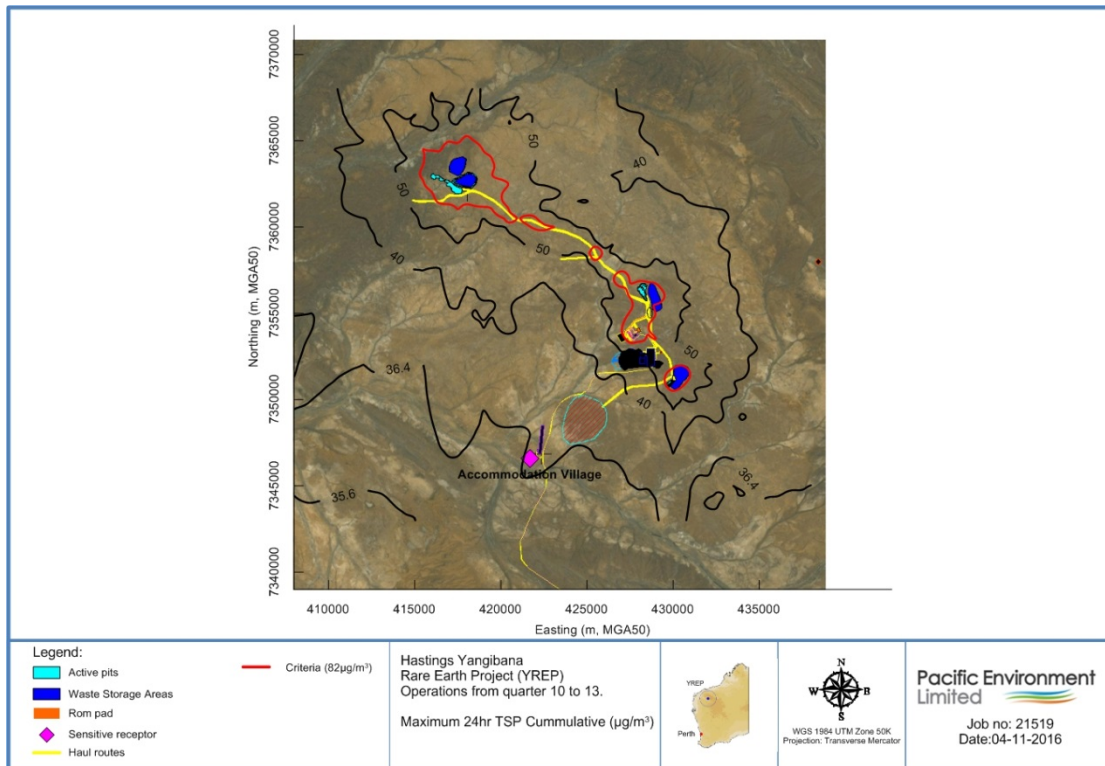 Northing (m, MGA50)
7370000
7365000
7360000
7355000
7350000
7345000
7340000
50
40
50
40
50
36.4
50
40
35.6
36.4
Accommodation Village
410000 415000 420000 425000 430000 435000
Easting (m, MGA50)
Legend:
Active pits
Waste Storage Areas
Rom pad
Sensitive receptor
Haul routes
Criteria (82µg/m³)
Hastings Yangibana
Rare Earth Project (YREP)
Operations from quarter 10 to 13.
Maximum 24hr TSP Cummulative (µg/m³)
YREP
Perth
N
W E
S
WGS 1984 UTM Zone 50K
Projection: Transverse Mercator
Pacific Environment
Limited
Job no: 21519
Date:04-11-2016